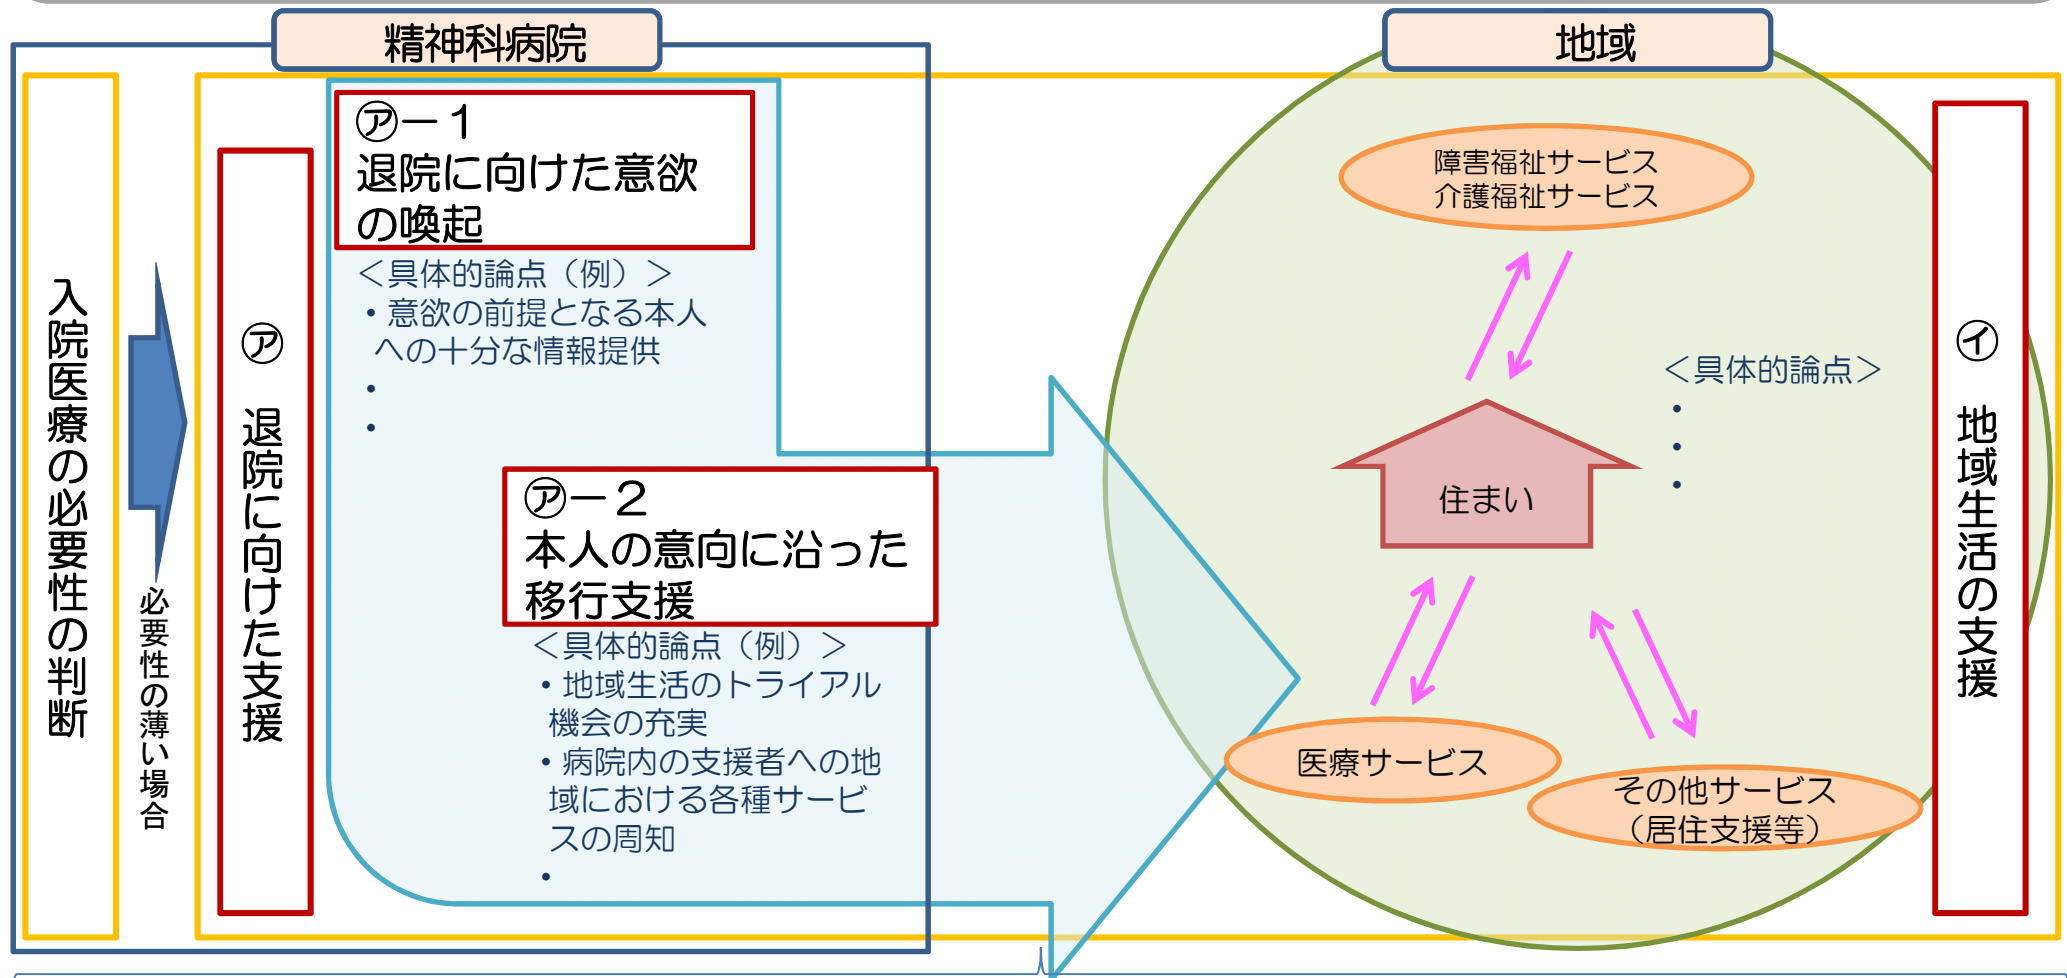 精神科病院
地域
入院医療の必要性の判断
必要性の薄い場合
㋐ 退院に向けた支援
㋐ー１
退院に向けた意欲
の喚起
＜具体的論点（例）＞
・意欲の前提となる本人
への十分な情報提供
・
・
㋐ー２
本人の意向に沿った
移行支援
＜具体的論点（例）＞
・地域生活のトライアル
機会の充実
・病院内の支援者への地
域における各種サービ
スの周知
・
障害福祉サービス
介護福祉サービス
＜具体的論点＞
・
・
・
住まい
医療サービス
その他サービス
（居住支援等）
㋑ 地域生活の支援